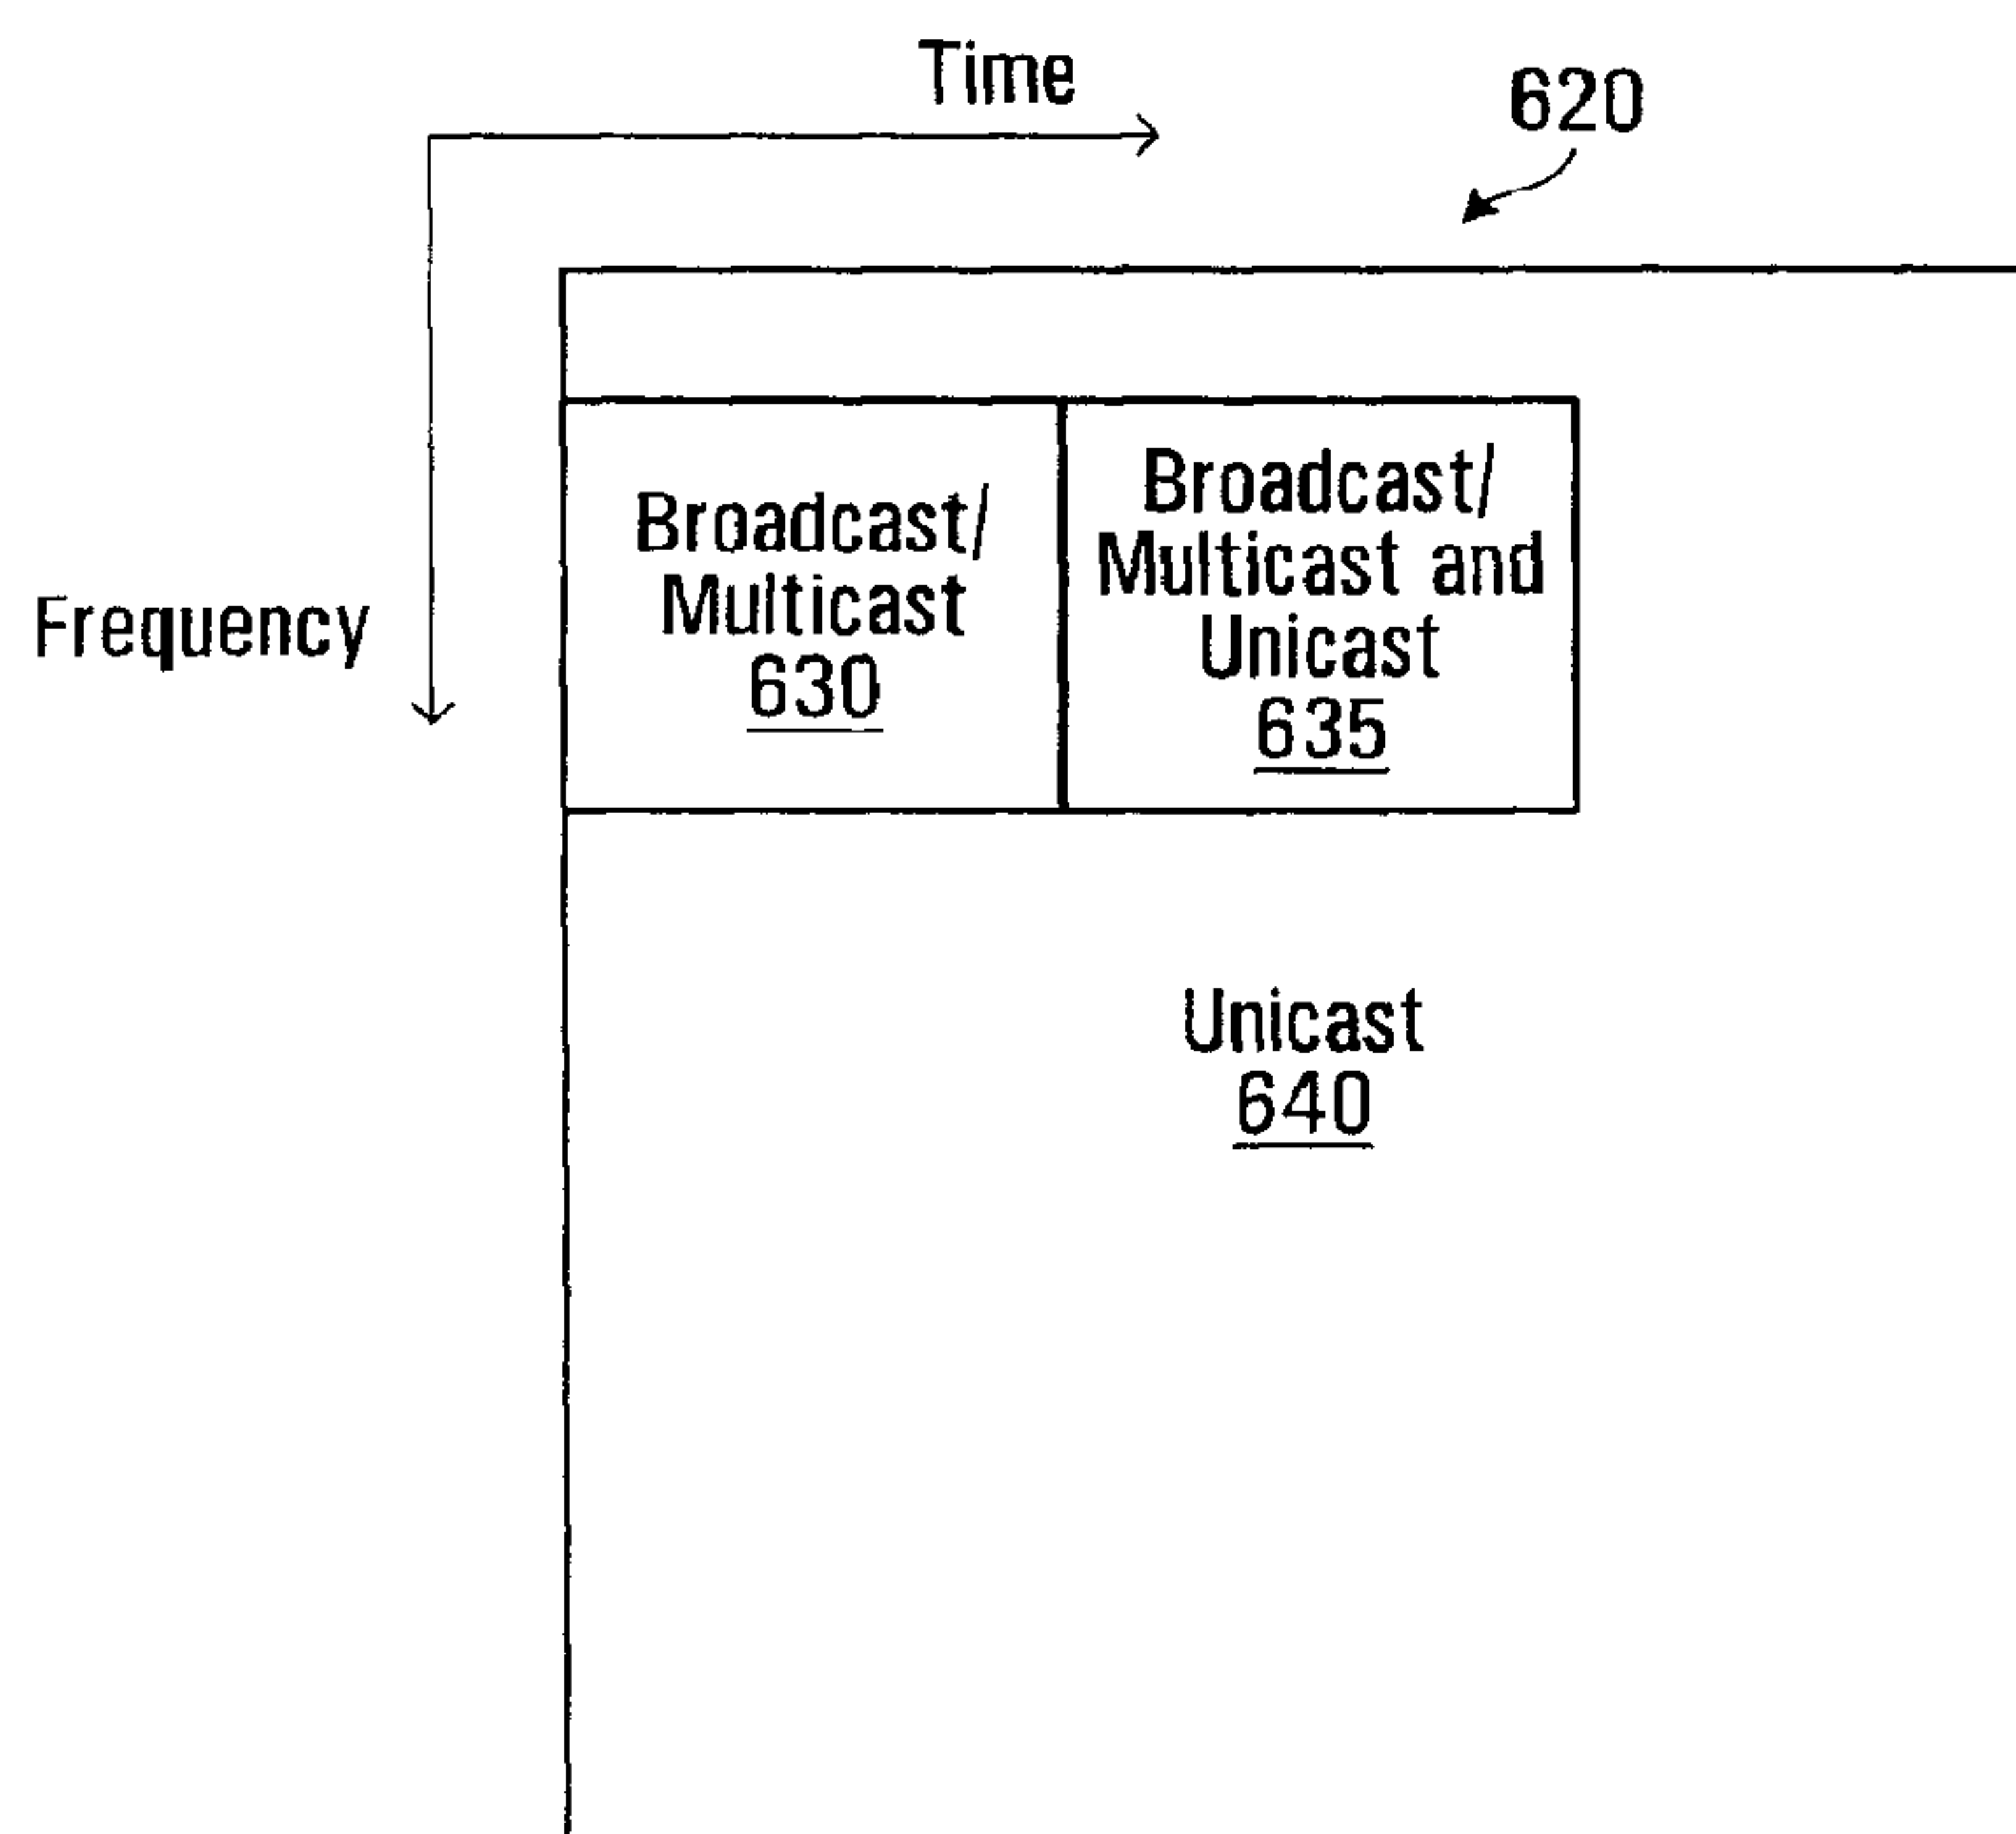 Time
620
Frequency
Broadcast/
Multicast
630
Broadcast/
Multicast and
Unicast
635
Unicast
640